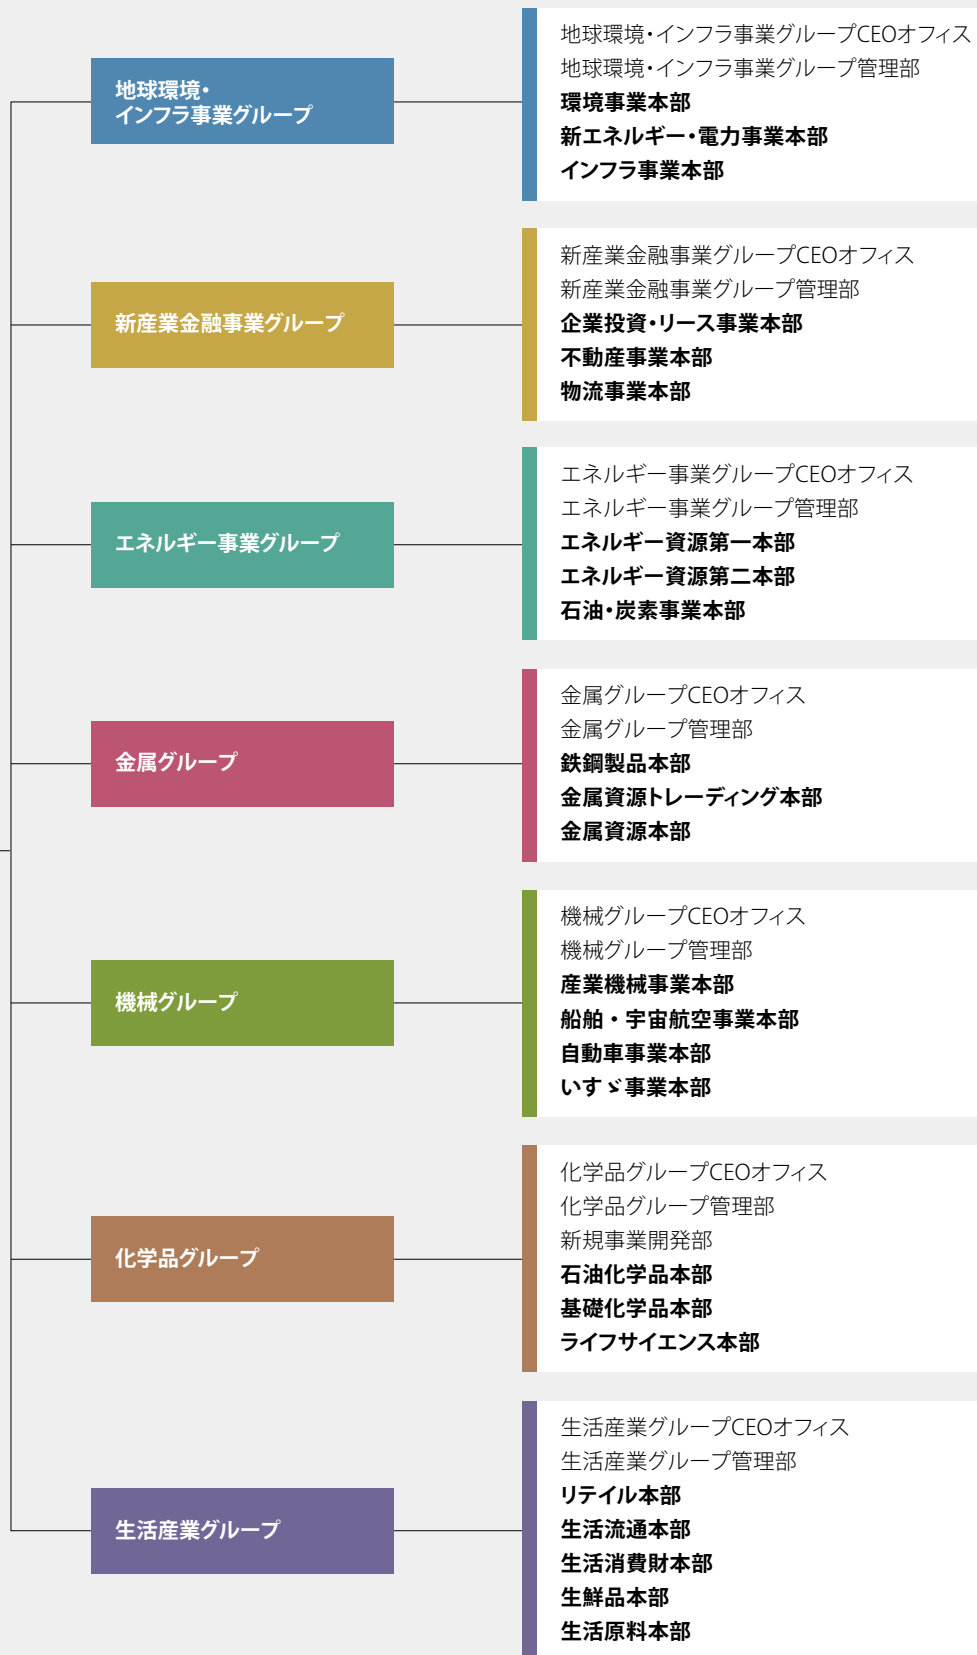 地球環境・
インフラ事業グループ
地球環境・インフラ事業グループCEOオフィス
地球環境・インフラ事業グループ管理部
環境事業本部
新エネルギー・電力事業本部
インフラ事業本部
新産業金融事業グループ
新産業金融事業グループCEOオフィス
新産業金融事業グループ管理部
企業投資・リース事業本部
不動産事業本部
物流事業本部
エネルギー事業グループ
エネルギー事業グループCEOオフィス
エネルギー事業グループ管理部
エネルギー資源第一本部
エネルギー資源第二本部
石油・炭素事業本部
金属グループ
金属グループCEOオフィス
金属グループ管理部
鉄鋼製品本部
金属資源トレーディング本部
金属資源本部
機械グループ
機械グループCEOオフィス
機械グループ管理部
産業機械事業本部
船舶・宇宙航空事業本部
自動車事業本部
いすゞ事業本部
化学品グループ
化学品グループCEOオフィス
化学品グループ管理部
新規事業開発部
石油化学品本部
基礎化学品本部
ライフサイエンス本部
生活産業グループ
生活産業グループCEOオフィス
生活産業グループ管理部
リテイル本部
生活流通本部
生活消費財本部
生鮮品本部
生活原料本部